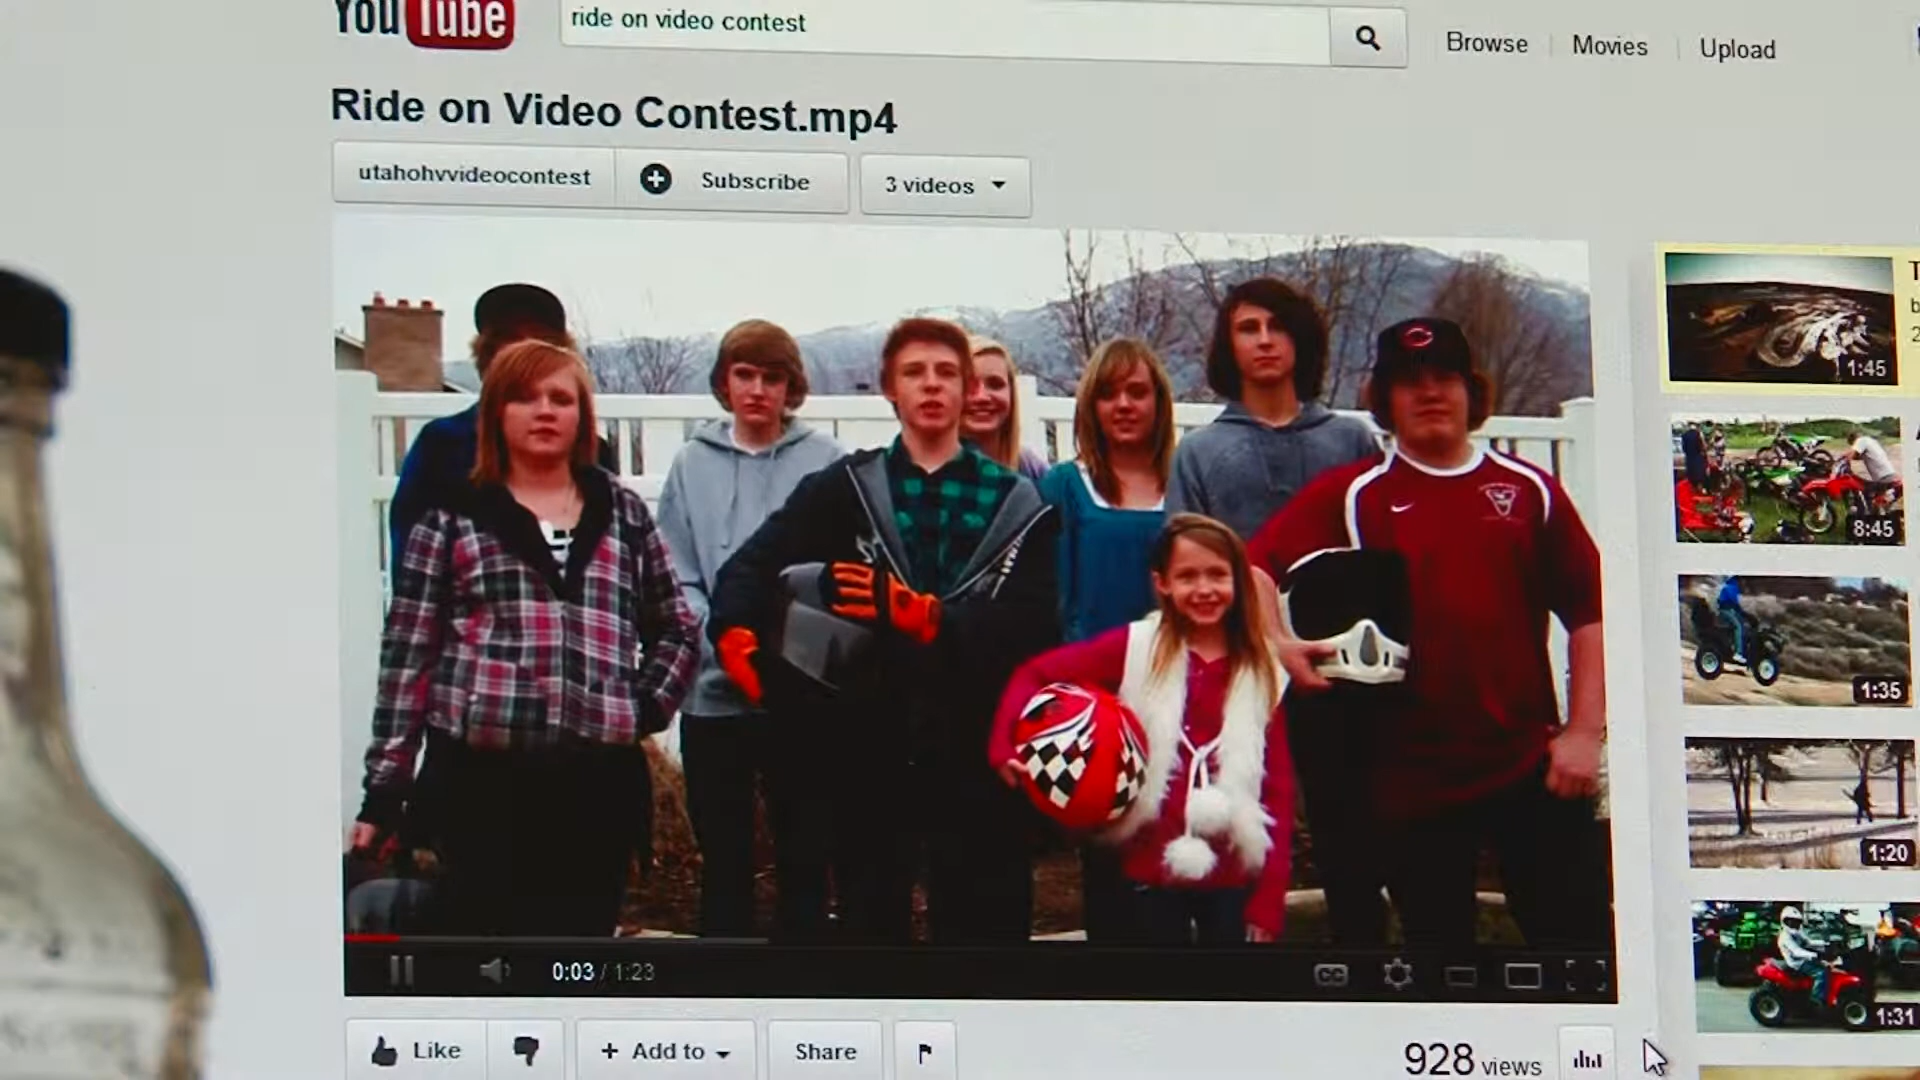 YouTube
ride on video contest
Browse
Movies
Upload
Ride on Video Contest.mp4
utahohvvideocontest
Subscribe
3 videos
1:45
8:45
1:35
1:20
1:31
0:03 / 1:23
CC
Like
+ Add to
Share
928 views